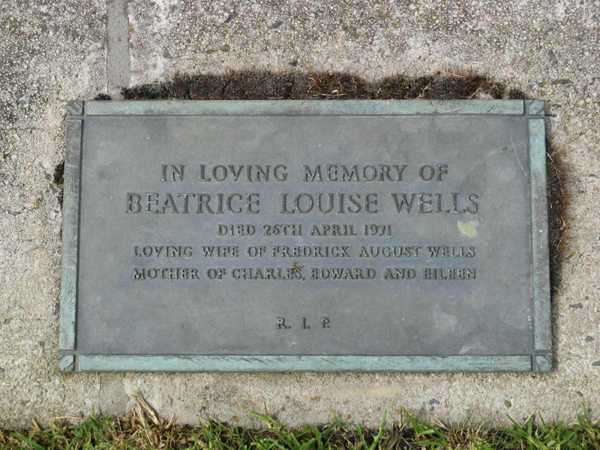 IN LOVING MEMORY OF
BEATRICE LOUISE WELLS
DIED 26TH APRIL 1971
LOVING WIFE OF FREDRICK AUGUST WELLS
MOTHER OF CHARLES, EDWARD AND EILEEN
R. I. P.